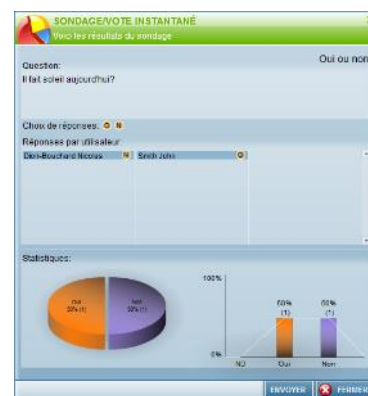 SONDAGE/VOTE INSTANTANÉ
Voici les résultats du sondage
Oui ou non
Question:
Il fait soleil aujourd'hui?
Choix de réponses: O N
Réponses par utilisateur:
Dion-Bouchard Nicolas [N] Smith John [O]
Statistiques:
100%
Oui
50% (1)
Non
50% (1)
50%
(1)
50%
(1)
0%
ND Oui Non
ENVOYER FERMER